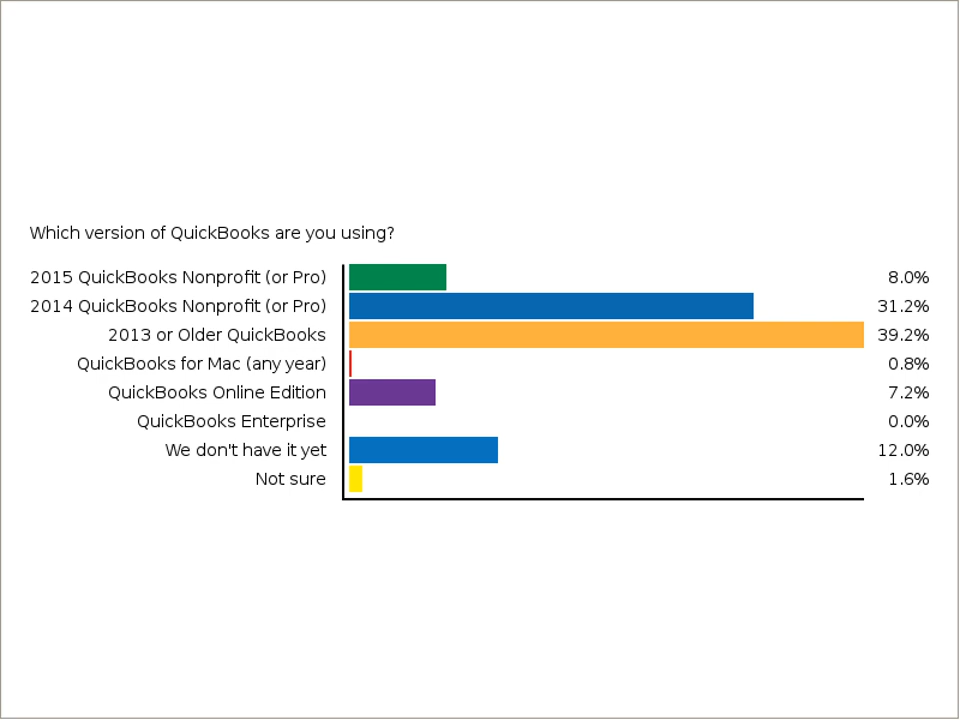 Which version of QuickBooks are you using?
2015 QuickBooks Nonprofit (or Pro) 8.0%
2014 QuickBooks Nonprofit (or Pro) 31.2%
2013 or Older QuickBooks 39.2%
QuickBooks for Mac (any year) 0.8%
QuickBooks Online Edition 7.2%
QuickBooks Enterprise 0.0%
We don't have it yet 12.0%
Not sure 1.6%